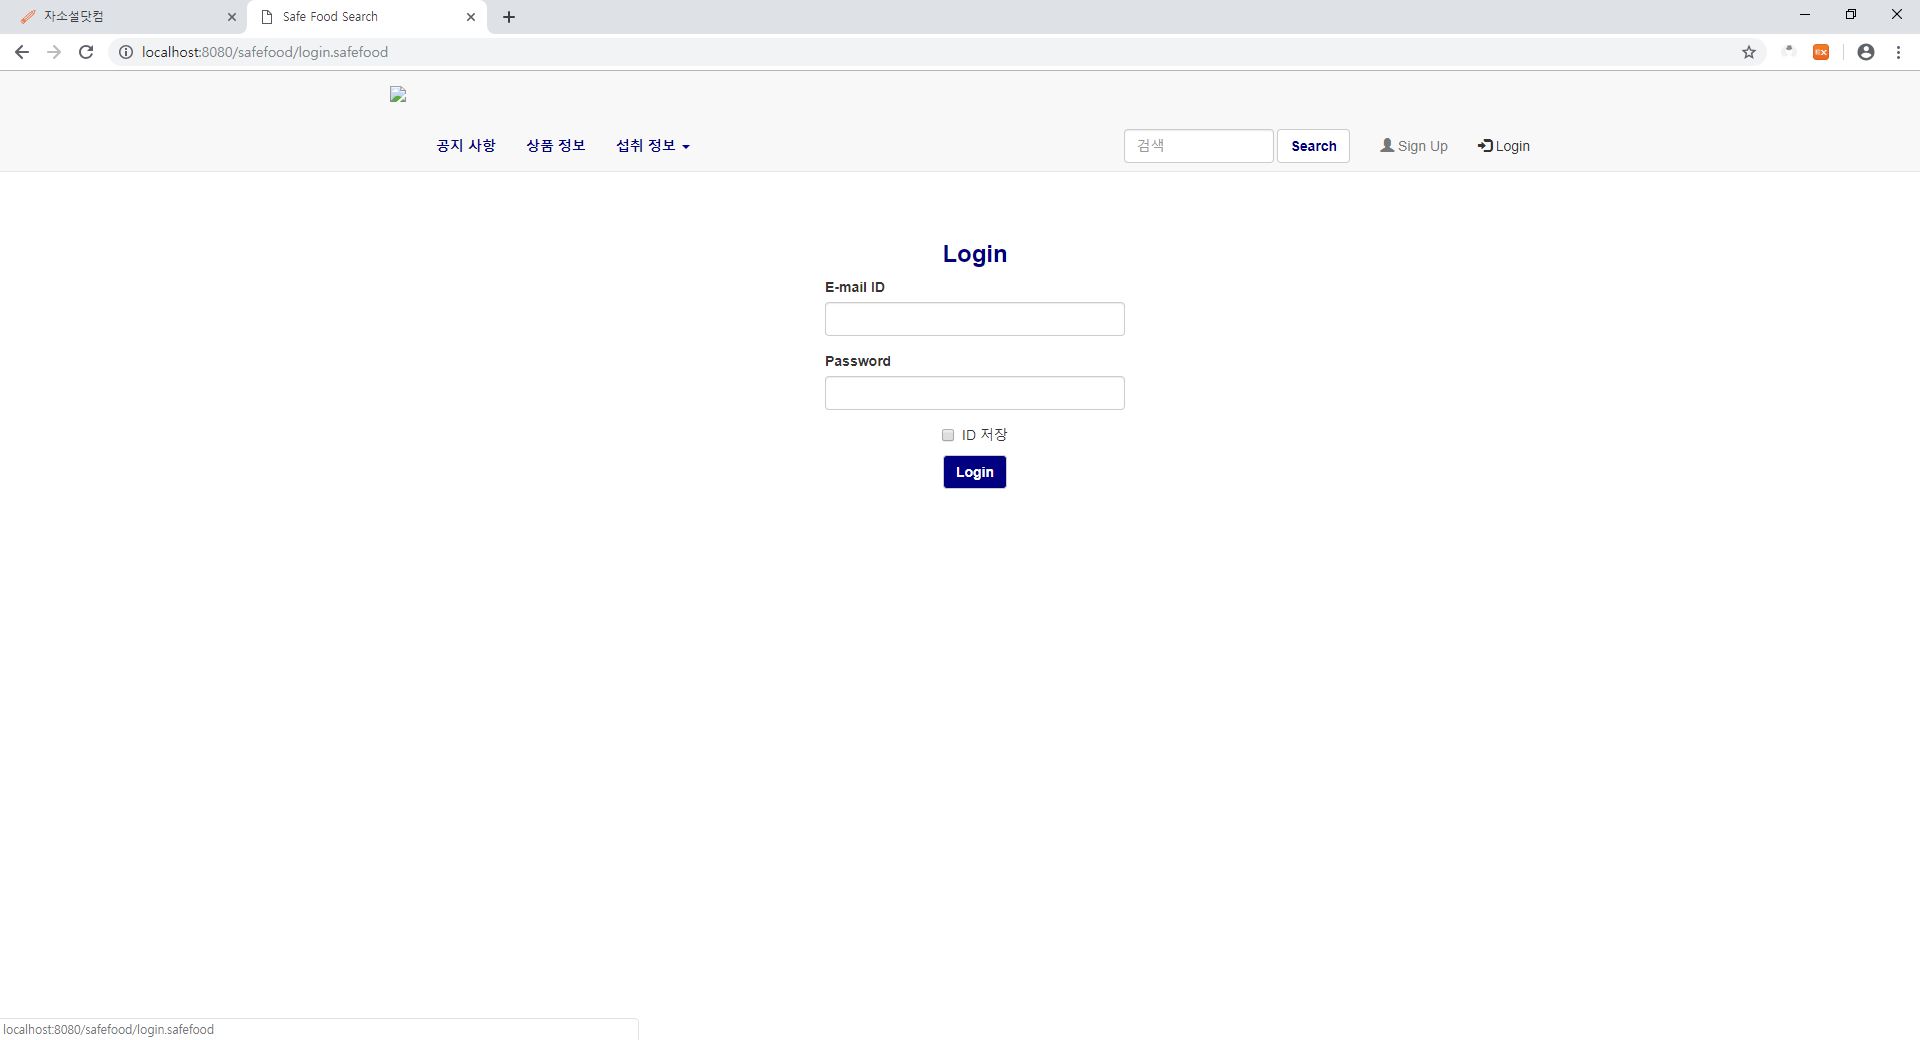 자소설닷컴
Safe Food Search
localhost:8080/safefood/login.safefood
공지 사항 상품 정보 섭취 정보 검색 Search Sign Up Login
Login
E-mail ID
Password
ID 저장
Login
localhost:8080/safefood/login.safefood